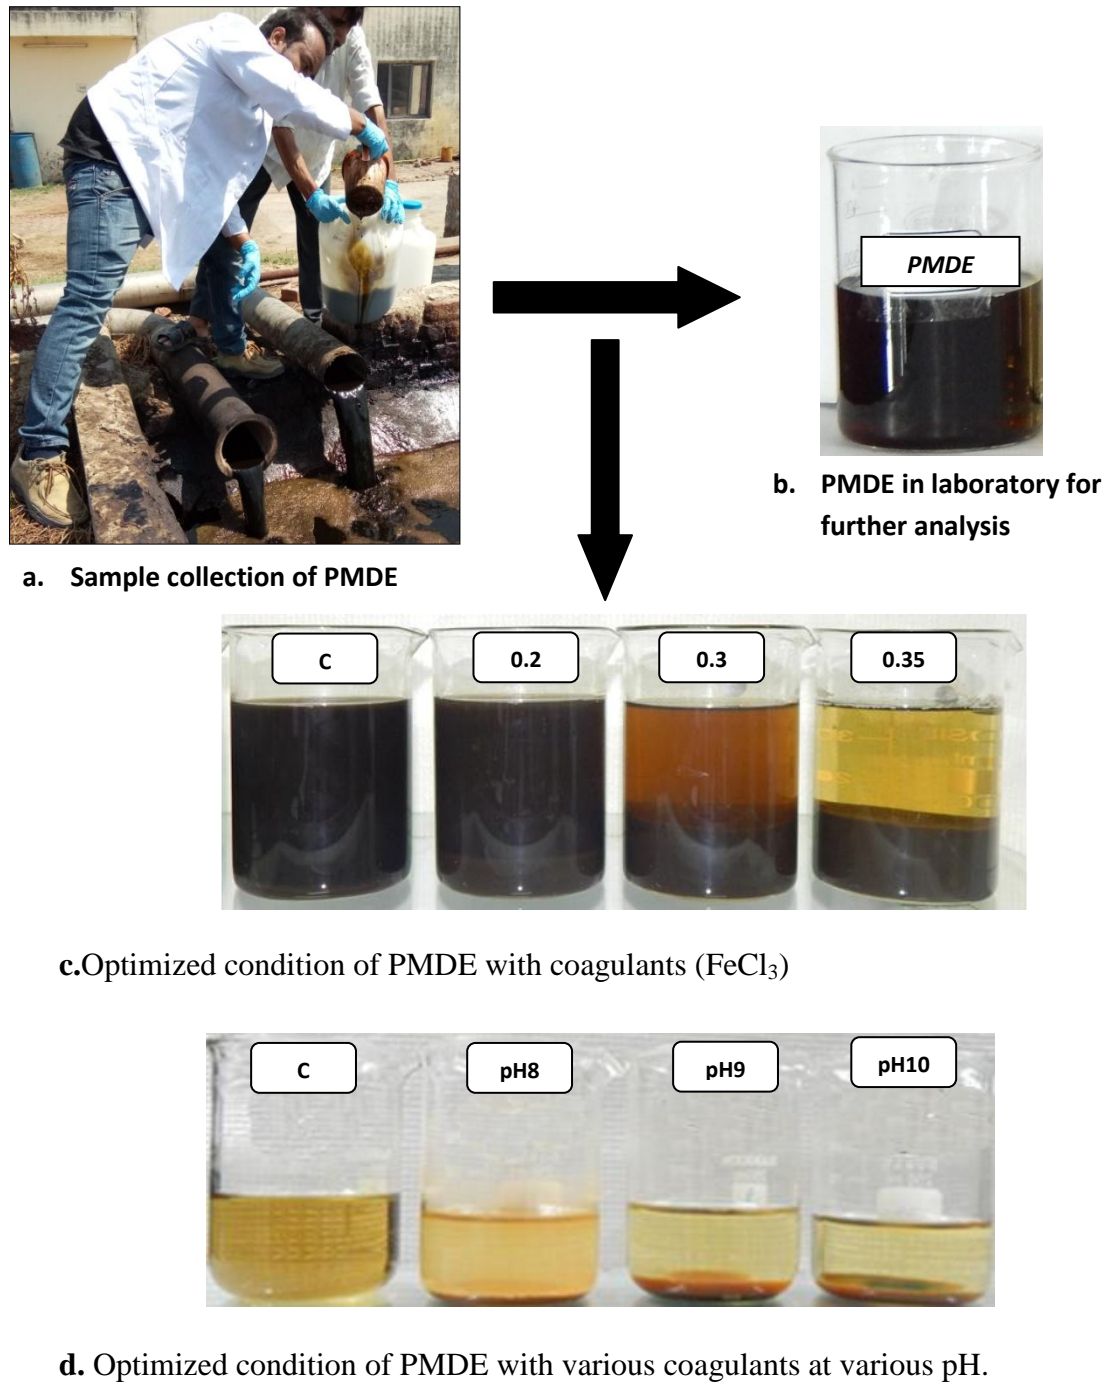 PMDE
b. PMDE in laboratory for
further analysis
a. Sample collection of PMDE
C
0.2
0.3
0.35
c.Optimized condition of PMDE with coagulants (FeCl₃)
C
pH8
pH9
pH10
d. Optimized condition of PMDE with various coagulants at various pH.